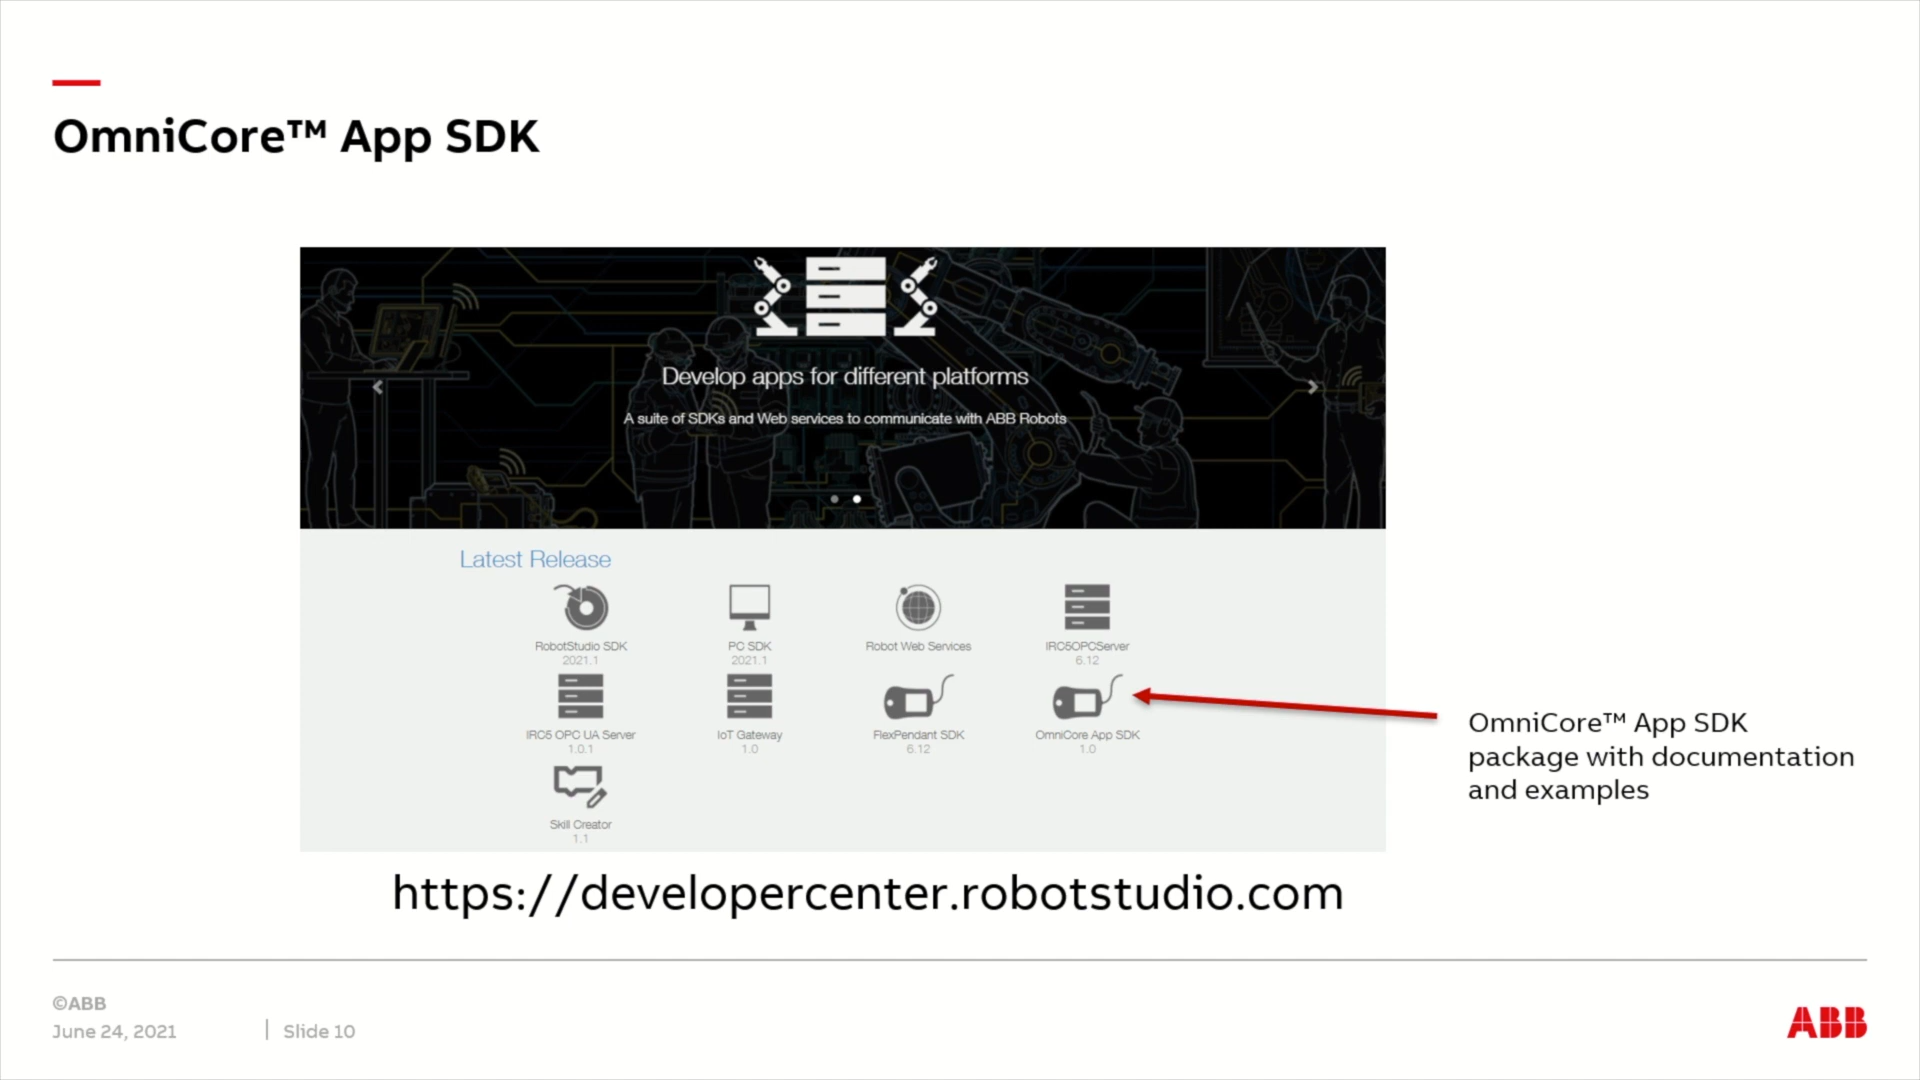 OmniCore™ App SDK
Develop apps for different platforms
A suite of SDKs and Web services to communicate with ABB Robots
Latest Release
RobotStudio SDK
2021.1
PC SDK
2021.1
Robot Web Services
IRC5OPCServer
6.12
IRC5 OPC UA Server
1.0.1
IoT Gateway
1.0
FlexPendant SDK
6.12
OmniCore App SDK
1.0
Skill Creator
1.1
OmniCore™ App SDK
package with documentation
and examples
https://developercenter.robotstudio.com
©ABB
June 24, 2021
Slide 10
ABB